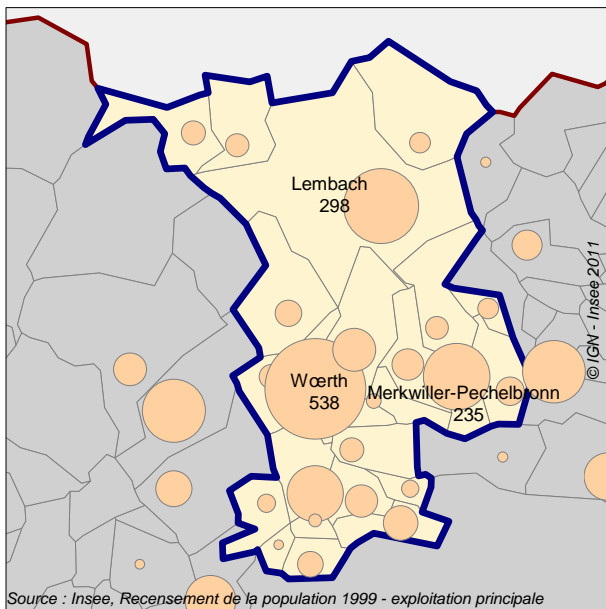 Lembach
298
© IGN - Insee 2011
Wœrth
538
Merkwiller-Pechelbronn
235
Source : Insee, Recensement de la population 1999 - exploitation principale